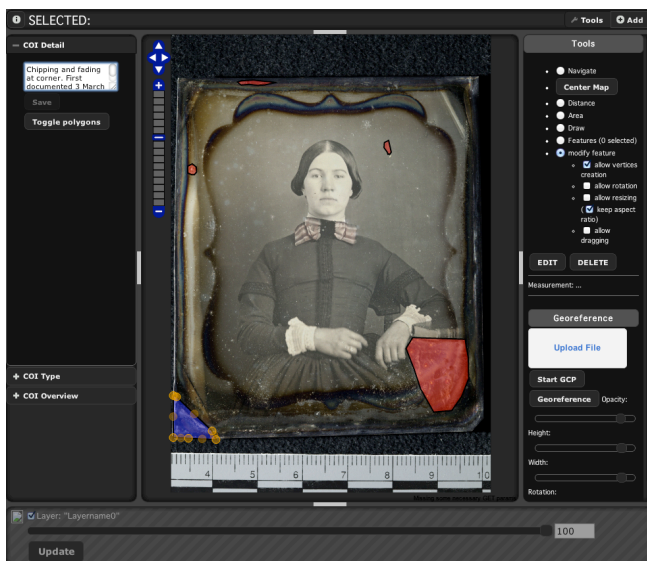 SELECTED:
Tools
Add
COI Detail
Chipping and fading
at corner. First
documented 3 March
Save
Toggle polygons
+ COI Type
+ COI Overview
4 5 6 7 8 9 10
Tools
Navigate
Center Map
Distance
Area
Draw
Features (0 selected)
modify feature
allow vertices
creation
allow rotation
allow resizing
( keep aspect
ratio)
allow
dragging
EDIT DELETE
Measurement: ...
Georeference
Upload File
Start GCP
Georeference Opacity:
Height:
Width:
Rotation:
Layer: "Layername0"
100
Update